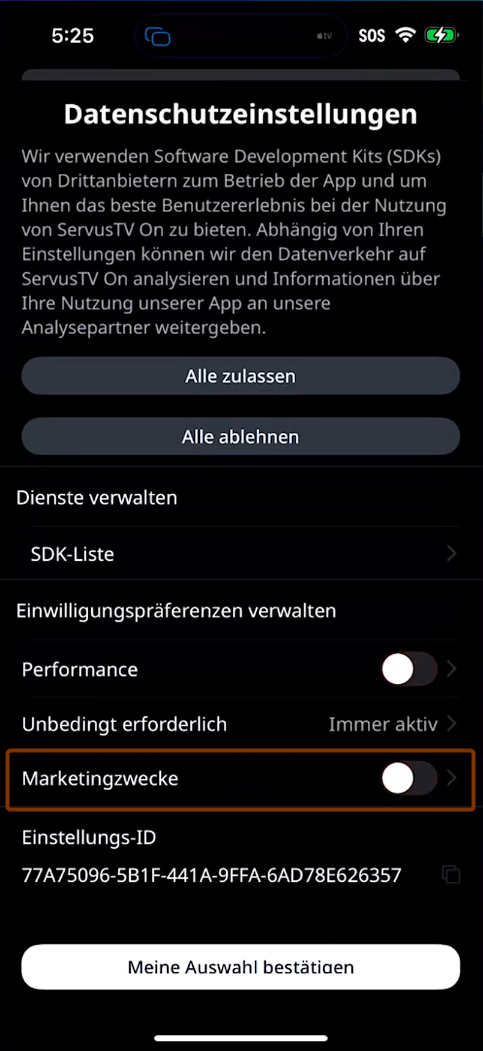 5:25
tv
SOS
Datenschutzeinstellungen
Wir verwenden Software Development Kits (SDKs)
von Drittanbietern zum Betrieb der App und um
Ihnen das beste Benutzererlebnis bei der Nutzung
von ServusTV On zu bieten. Abhängig von Ihren
Einstellungen können wir den Datenverkehr auf
ServusTV On analysieren und Informationen über
Ihre Nutzung unserer App an unsere
Analysepartner weitergeben.
Alle zulassen
Alle ablehnen
Dienste verwalten
SDK-Liste
Einwilligungspräferenzen verwalten
Performance
Unbedingt erforderlich Immer aktiv
Marketingzwecke
Einstellungs-ID
77A75096-5B1F-441A-9FFA-6AD78E626357
Meine Auswahl bestätigen